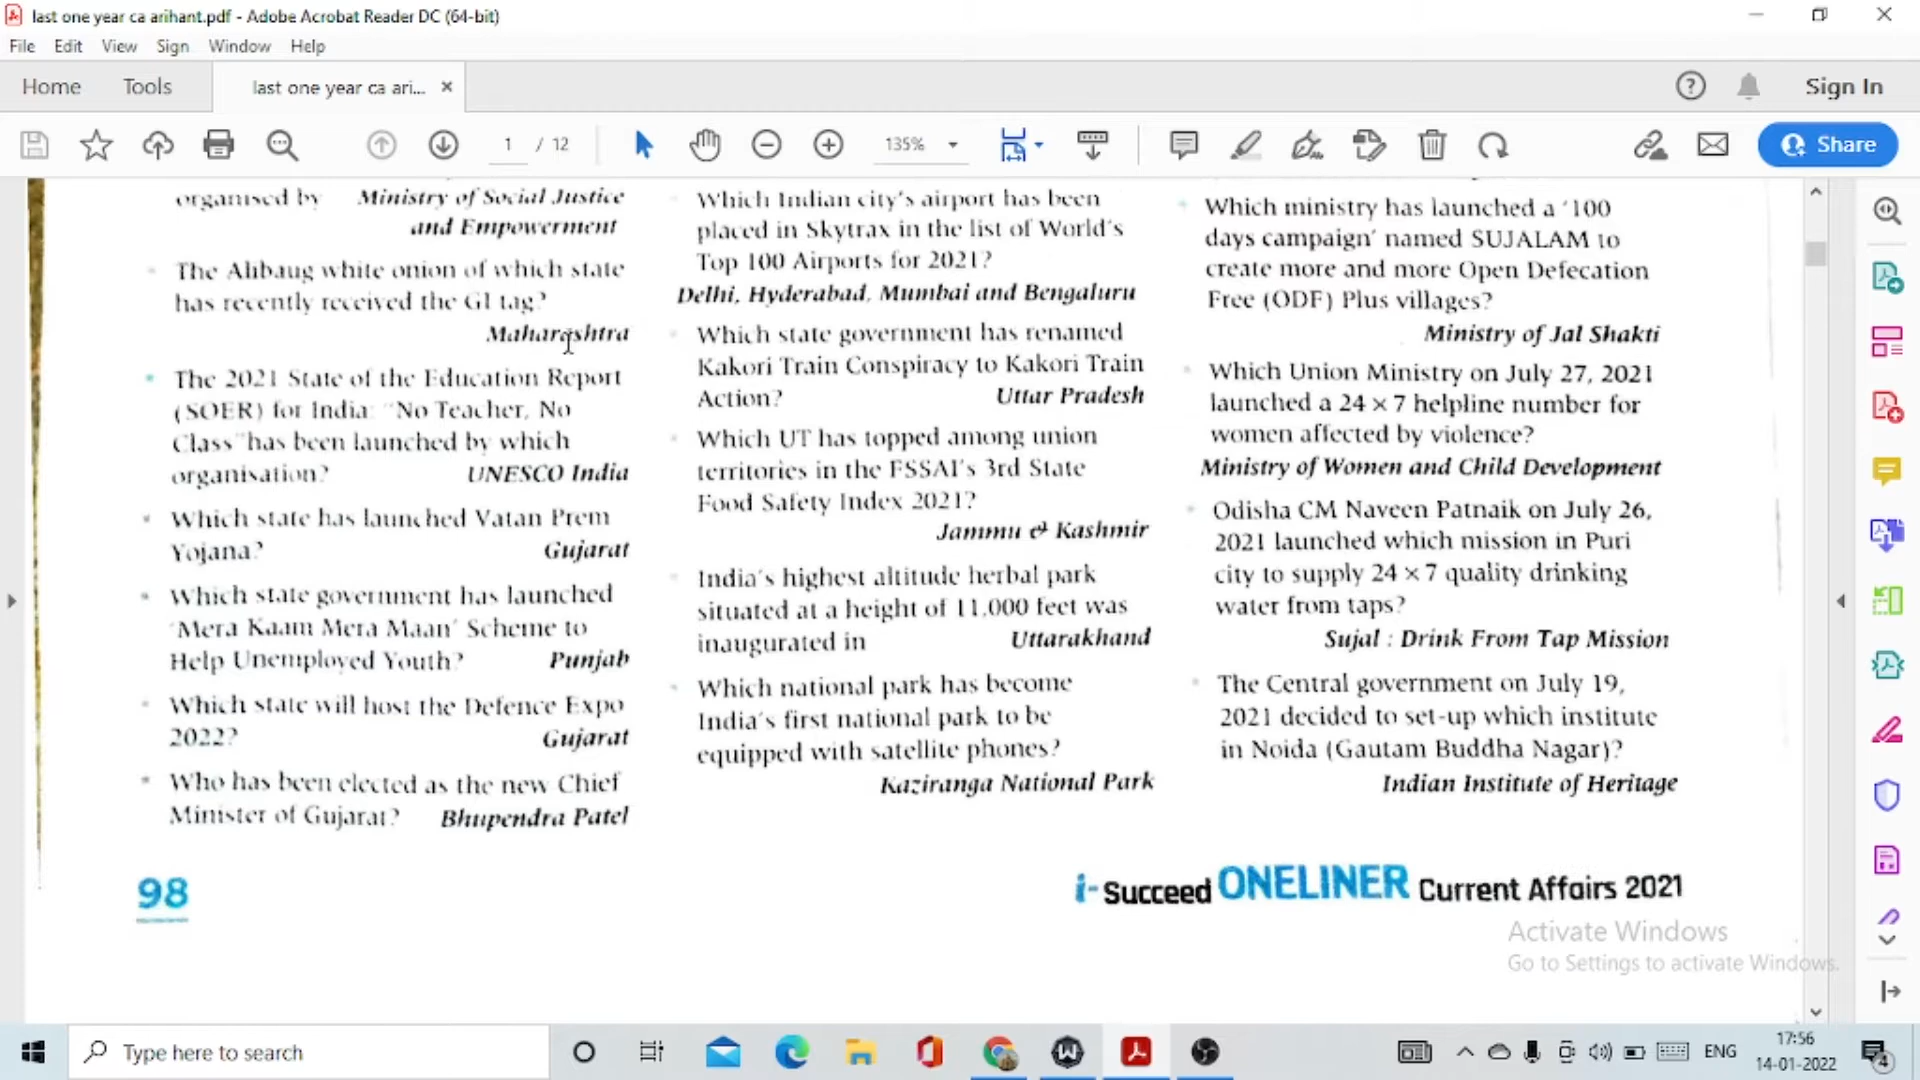 last one year ca arihant.pdf - Adobe Acrobat Reader DC (64-bit)
File Edit View Sign Window Help
Home Tools last one year ca ari... × Sign In
1 / 12 135% Share
organised by Ministry of Social Justice
and Empowerment
The Alibaug white onion of which state
has recently received the GI tag?
Maharashtra
• The 2021 State of the Education Report
(SOER) for India: “No Teacher, No
Class” has been launched by which
organisation? UNESCO India
• Which state has launched Vatan Prem
Yojana? Gujarat
• Which state government has launched
‘Mera Kaam Mera Maan’ Scheme to
Help Unemployed Youth? Punjab
• Which state will host the Defence Expo
2022? Gujarat
• Who has been elected as the new Chief
Minister of Gujarat? Bhupendra Patel
Which Indian city’s airport has been
placed in Skytrax in the list of World’s
Top 100 Airports for 2021?
Delhi, Hyderabad, Mumbai and Bengaluru
Which state government has renamed
Kakori Train Conspiracy to Kakori Train
Action? Uttar Pradesh
Which UT has topped among union
territories in the FSSAI’s 3rd State
Food Safety Index 2021?
Jammu & Kashmir
India’s highest altitude herbal park
situated at a height of 11,000 feet was
inaugurated in Uttarakhand
Which national park has become
India’s first national park to be
equipped with satellite phones?
Kaziranga National Park
Which ministry has launched a ‘100
days campaign’ named SUJALAM to
create more and more Open Defecation
Free (ODF) Plus villages?
Ministry of Jal Shakti
Which Union Ministry on July 27, 2021
launched a 24 × 7 helpline number for
women affected by violence?
Ministry of Women and Child Development
Odisha CM Naveen Patnaik on July 26,
2021 launched which mission in Puri
city to supply 24 × 7 quality drinking
water from taps?
Sujal : Drink From Tap Mission
The Central government on July 19,
2021 decided to set-up which institute
in Noida (Gautam Buddha Nagar)?
Indian Institute of Heritage
98
i-Succeed ONELINER Current Affairs 2021
Activate Windows
Go to Settings to activate Windows.
Type here to search
ENG
17:56
14-01-2022
4